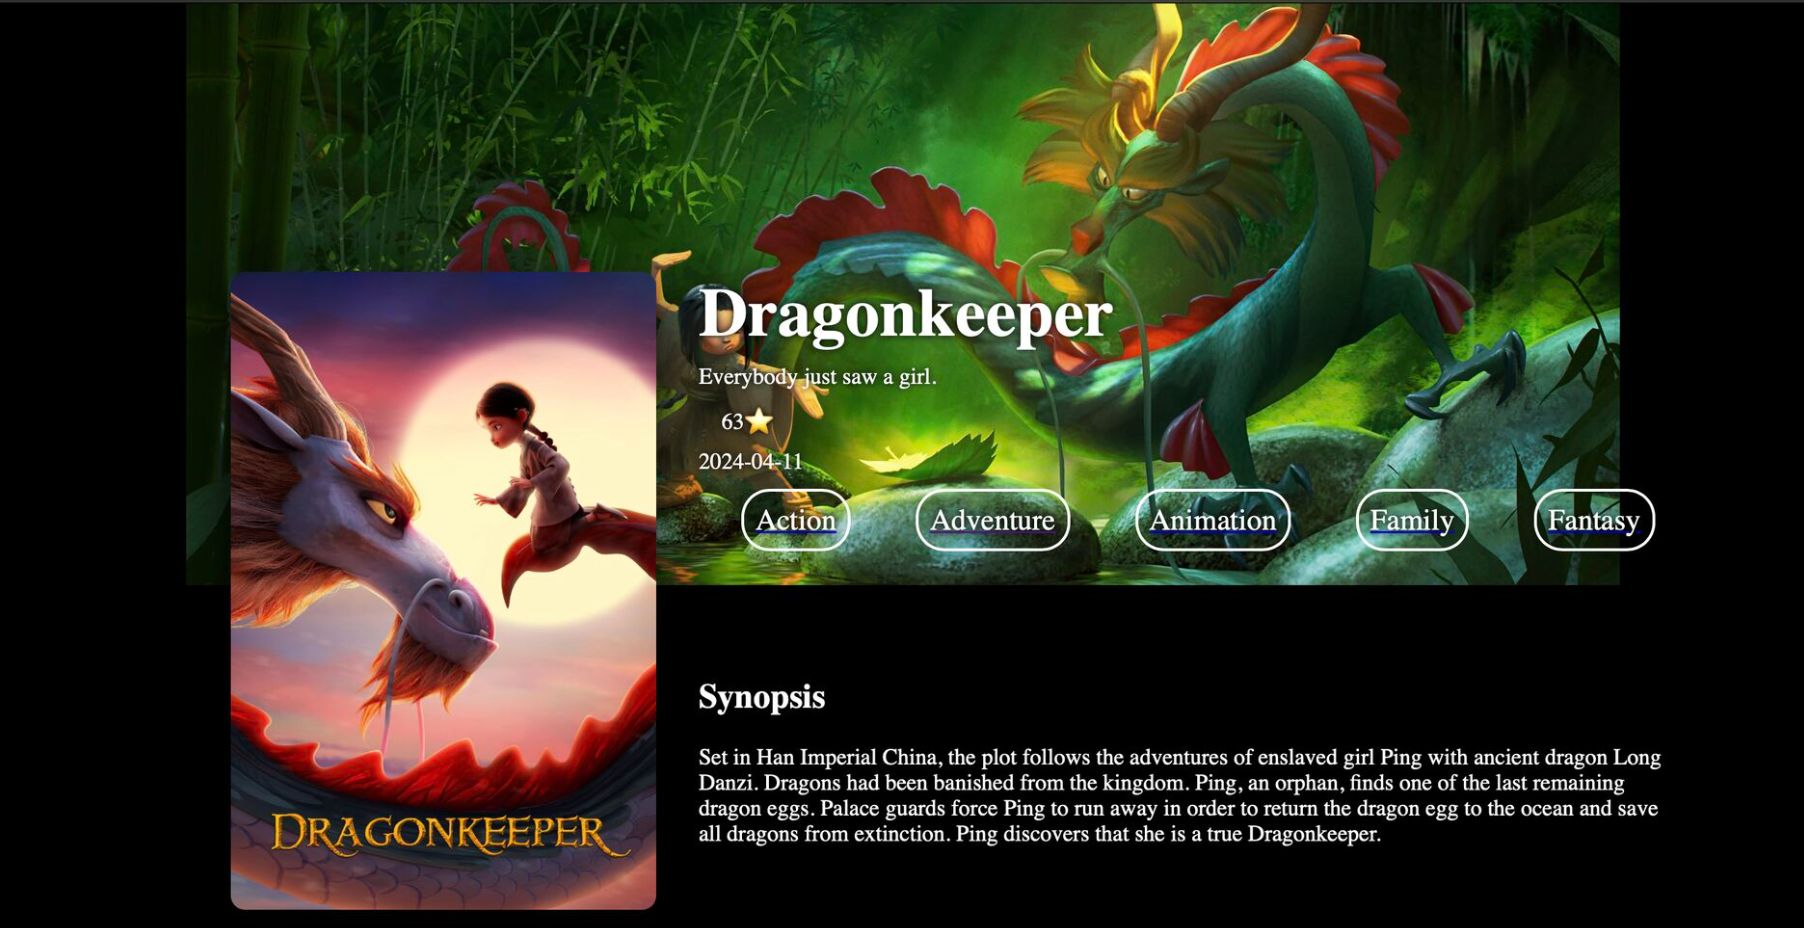 Dragonkeeper
Everybody just saw a girl.
63⭐
2024-04-11
Action Adventure Animation Family Fantasy
DRAGONKEEPER
Synopsis
Set in Han Imperial China, the plot follows the adventures of enslaved girl Ping with ancient dragon Long
Danzi. Dragons had been banished from the kingdom. Ping, an orphan, finds one of the last remaining
dragon eggs. Palace guards force Ping to run away in order to return the dragon egg to the ocean and save
all dragons from extinction. Ping discovers that she is a true Dragonkeeper.